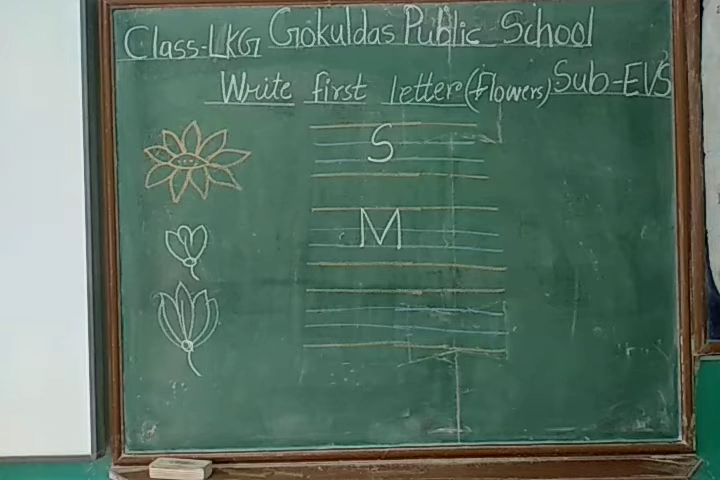 Class-LKG Gokuldas Public School
Write first letter (Flowers) Sub-EVS
S
M